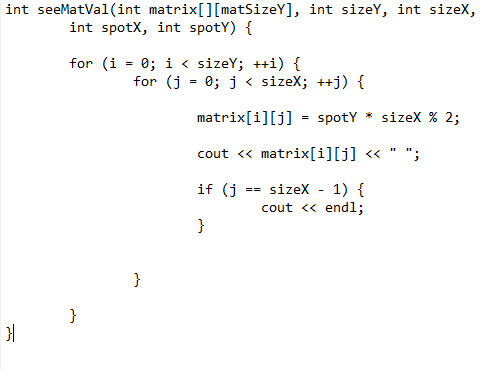 int seeMatVal(int matrix[][matSizeY], int sizeY, int sizeX,
        int spotX, int spotY) {

        for (i = 0; i < sizeY; ++i) {
                for (j = 0; j < sizeX; ++j) {

                        matrix[i][j] = spotY * sizeX % 2;

                        cout << matrix[i][j] << " ";

                        if (j == sizeX - 1) {
                                cout << endl;
                        }


                }

        }
}